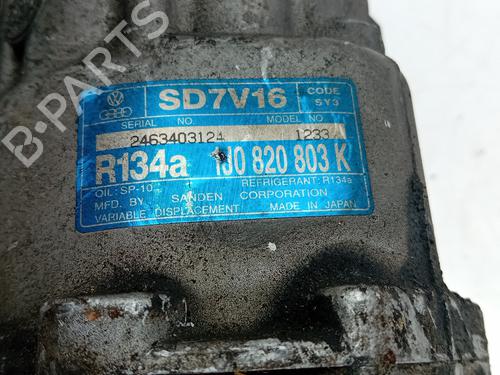 SD7V16
CODE
SY3
SERIAL NO.
MODEL NO
2463403124
1233
R134a 1J0 820 803 K
OIL: SP-10
REFRIGERANT: R134a
MFD. BY SANDEN CORPORATION
VARIABLE DISPLACEMENT MADE IN JAPAN